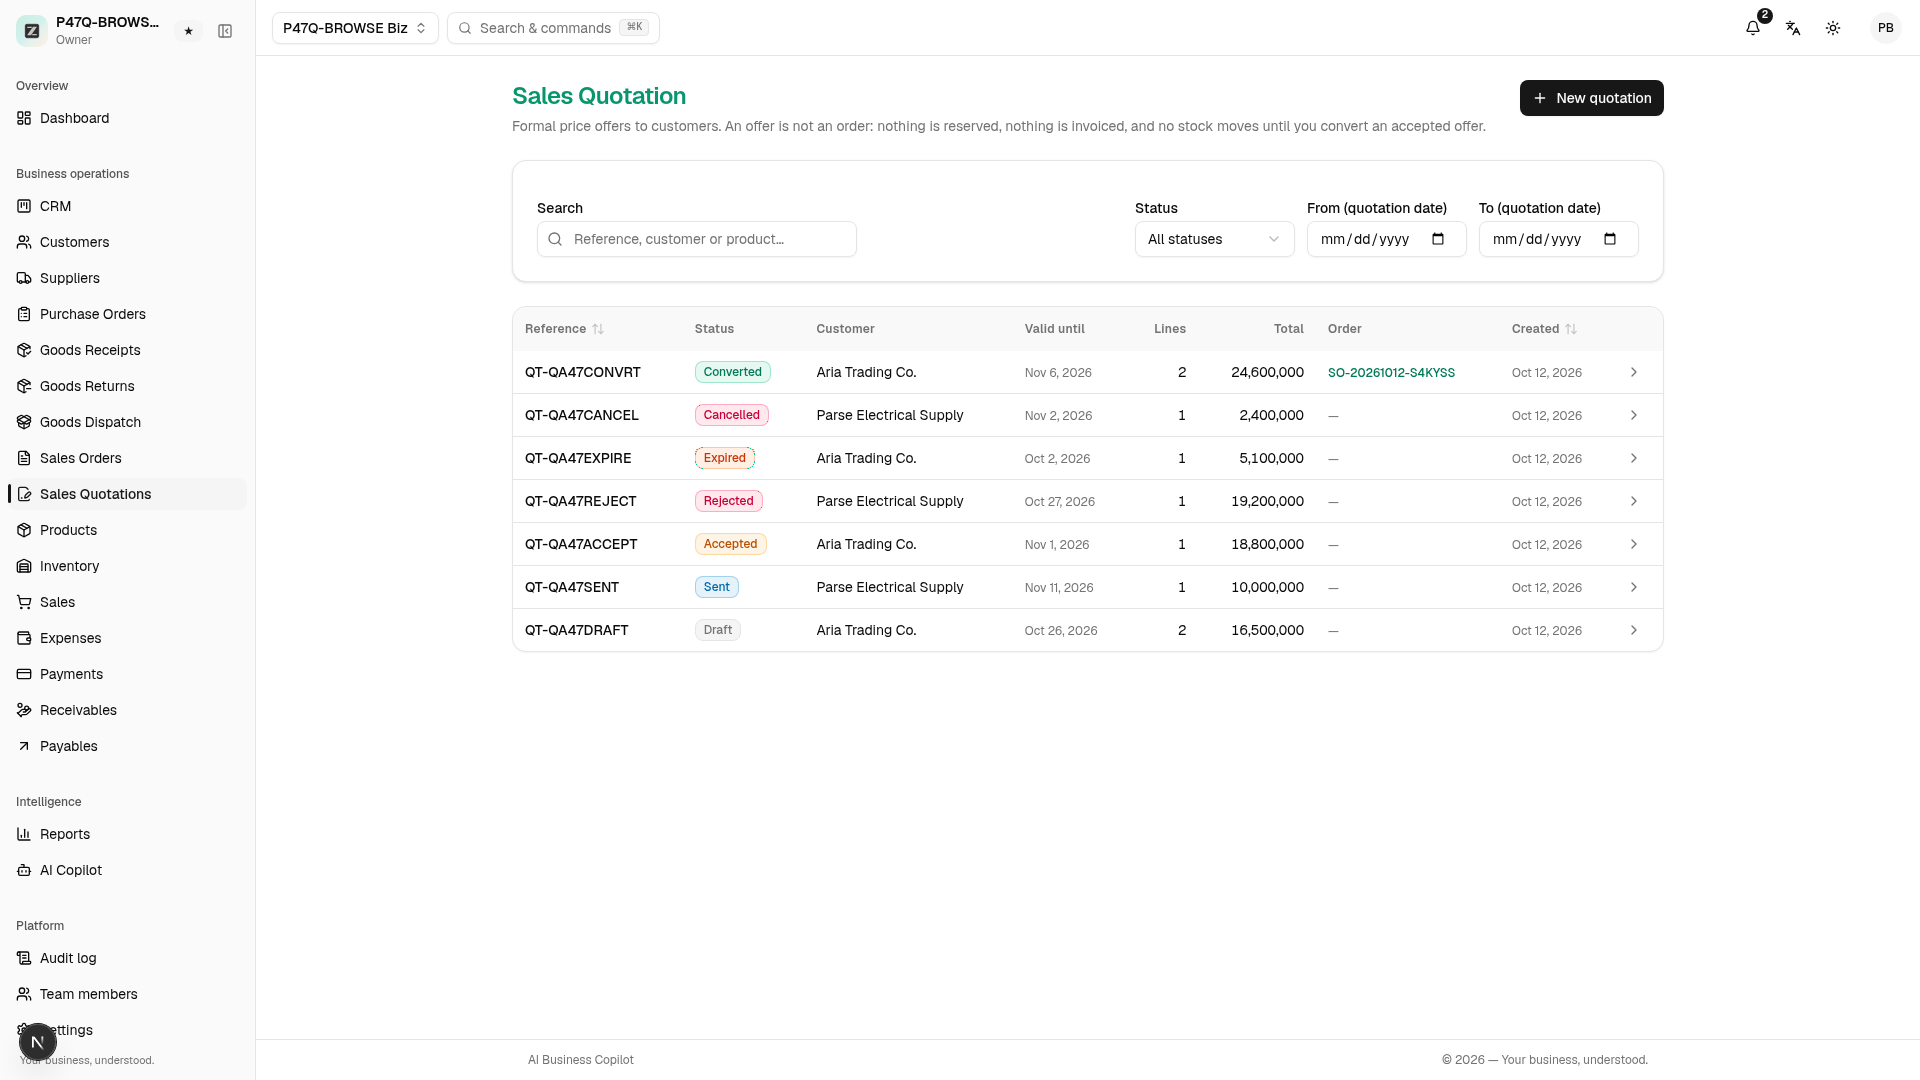 P47Q-BROWS...
Owner
P47Q-BROWSE Biz
Search & commands
⌘K
2
PB
Overview
Dashboard
Business operations
CRM
Customers
Suppliers
Purchase Orders
Goods Receipts
Goods Returns
Goods Dispatch
Sales Orders
Sales Quotations
Products
Inventory
Sales
Expenses
Payments
Receivables
Payables
Intelligence
Reports
AI Copilot
Platform
Audit log
Team members
ettings
N
Your business, understood.
Sales Quotation
New quotation
Formal price offers to customers. An offer is not an order: nothing is reserved, nothing is invoiced, and no stock moves until you convert an accepted offer.
Search
Reference, customer or product...
Status
All statuses
From (quotation date)
mm/dd/yyyy
To (quotation date)
mm/dd/yyyy
Reference Status Customer Valid until Lines Total Order Created
QT-QA47CONVRT Converted Aria Trading Co. Nov 6, 2026 2 24,600,000 SO-20261012-S4KYSS Oct 12, 2026
QT-QA47CANCEL Cancelled Parse Electrical Supply Nov 2, 2026 1 2,400,000 — Oct 12, 2026
QT-QA47EXPIRE Expired Aria Trading Co. Oct 2, 2026 1 5,100,000 — Oct 12, 2026
QT-QA47REJECT Rejected Parse Electrical Supply Oct 27, 2026 1 19,200,000 — Oct 12, 2026
QT-QA47ACCEPT Accepted Aria Trading Co. Nov 1, 2026 1 18,800,000 — Oct 12, 2026
QT-QA47SENT Sent Parse Electrical Supply Nov 11, 2026 1 10,000,000 — Oct 12, 2026
QT-QA47DRAFT Draft Aria Trading Co. Oct 26, 2026 2 16,500,000 — Oct 12, 2026
AI Business Copilot
© 2026 — Your business, understood.